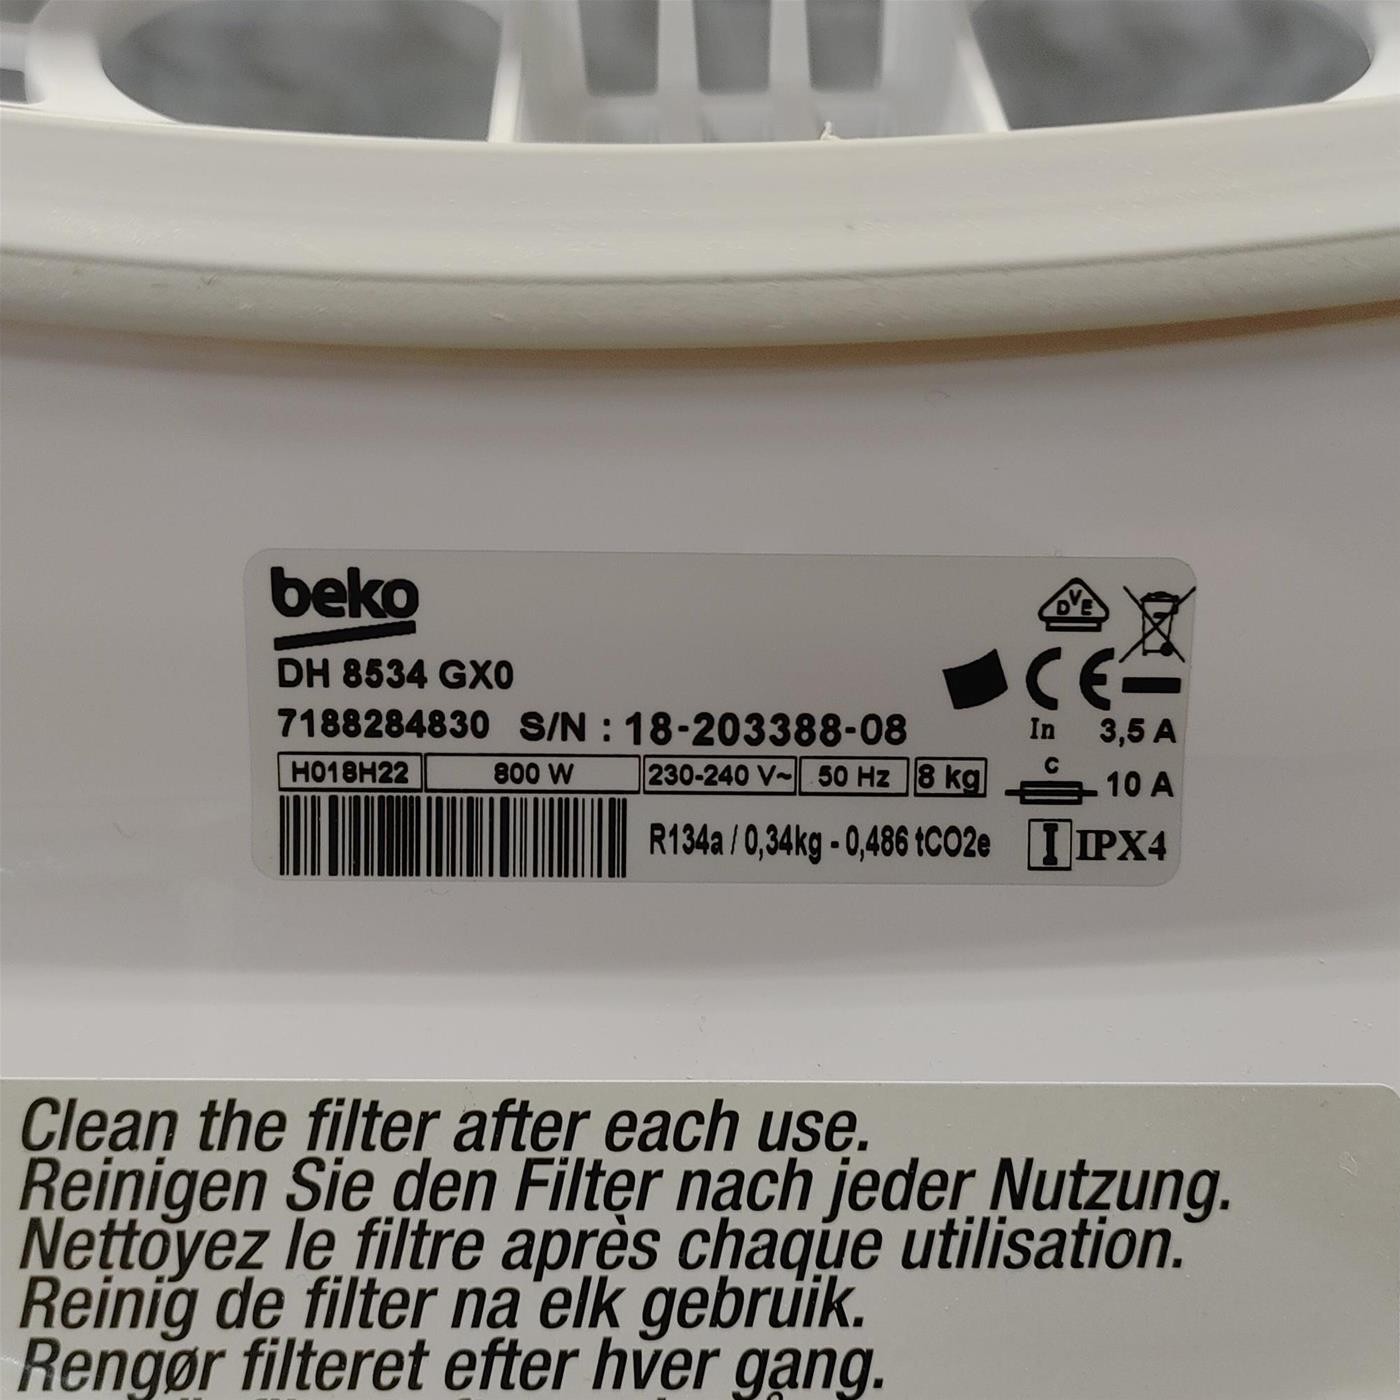 beko
DH 8534 GX0
7188284830 S/N : 18-203388-08
H018H22 800 W 230-240 V~ 50 Hz 8 kg
R134a / 0,34kg - 0,486 tCO2e
DVE
CE
In 3,5 A
C 10 A
I IPX4
Clean the filter after each use.
Reinigen Sie den Filter nach jeder Nutzung.
Nettoyez le filtre après chaque utilisation.
Reinig de filter na elk gebruik.
Rengør filteret efter hver gang.